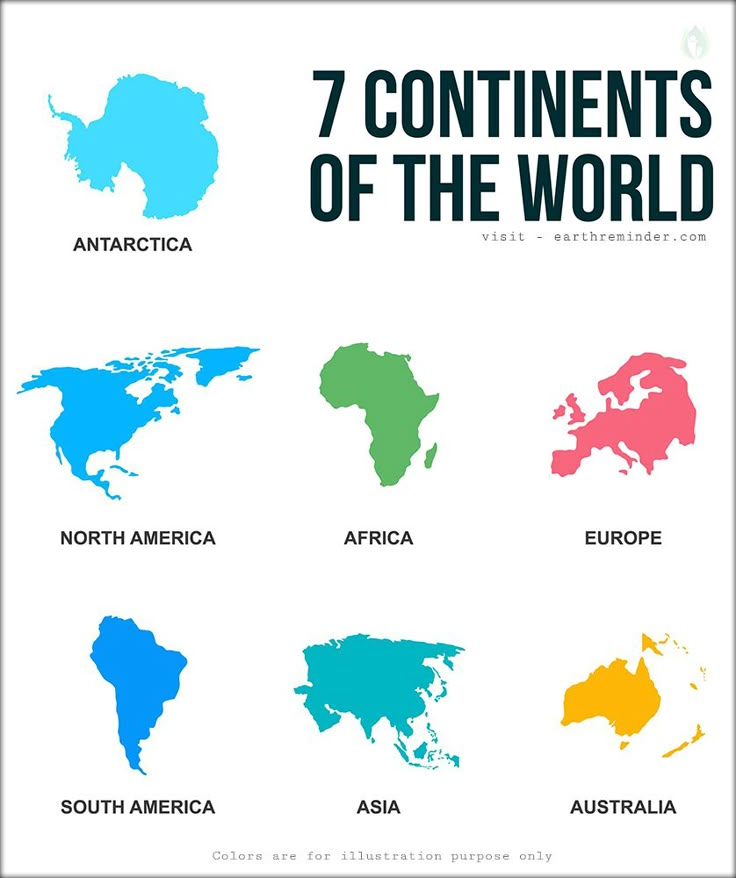 7 CONTINENTS
OF THE WORLD
visit - earthreminder.com
ANTARCTICA
NORTH AMERICA
AFRICA
EUROPE
SOUTH AMERICA
ASIA
AUSTRALIA
Colors are for illustration purpose only